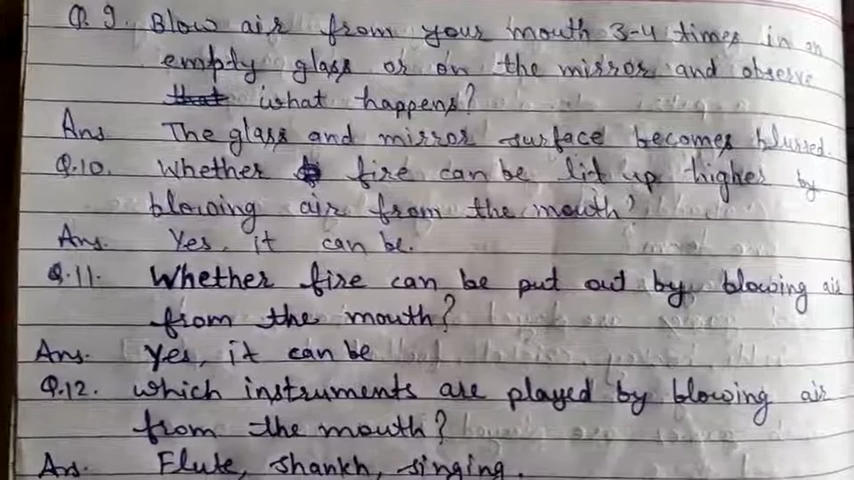 Q.9. Blow air from your mouth 3-4 times in an
empty glass or on the mirror and observe
that what happens?
Ans The glass and mirror surface becomes blurred.
Q.10. Whether fire can be lit up higher by
blowing air from the mouth?
Ans. Yes, it can be.
Q.11. Whether fire can be put out by blowing air
from the mouth?
Ans. Yes, it can be
Q.12. which instruments are played by blowing air
from the mouth?
Ans. Flute, Shankh, singing.